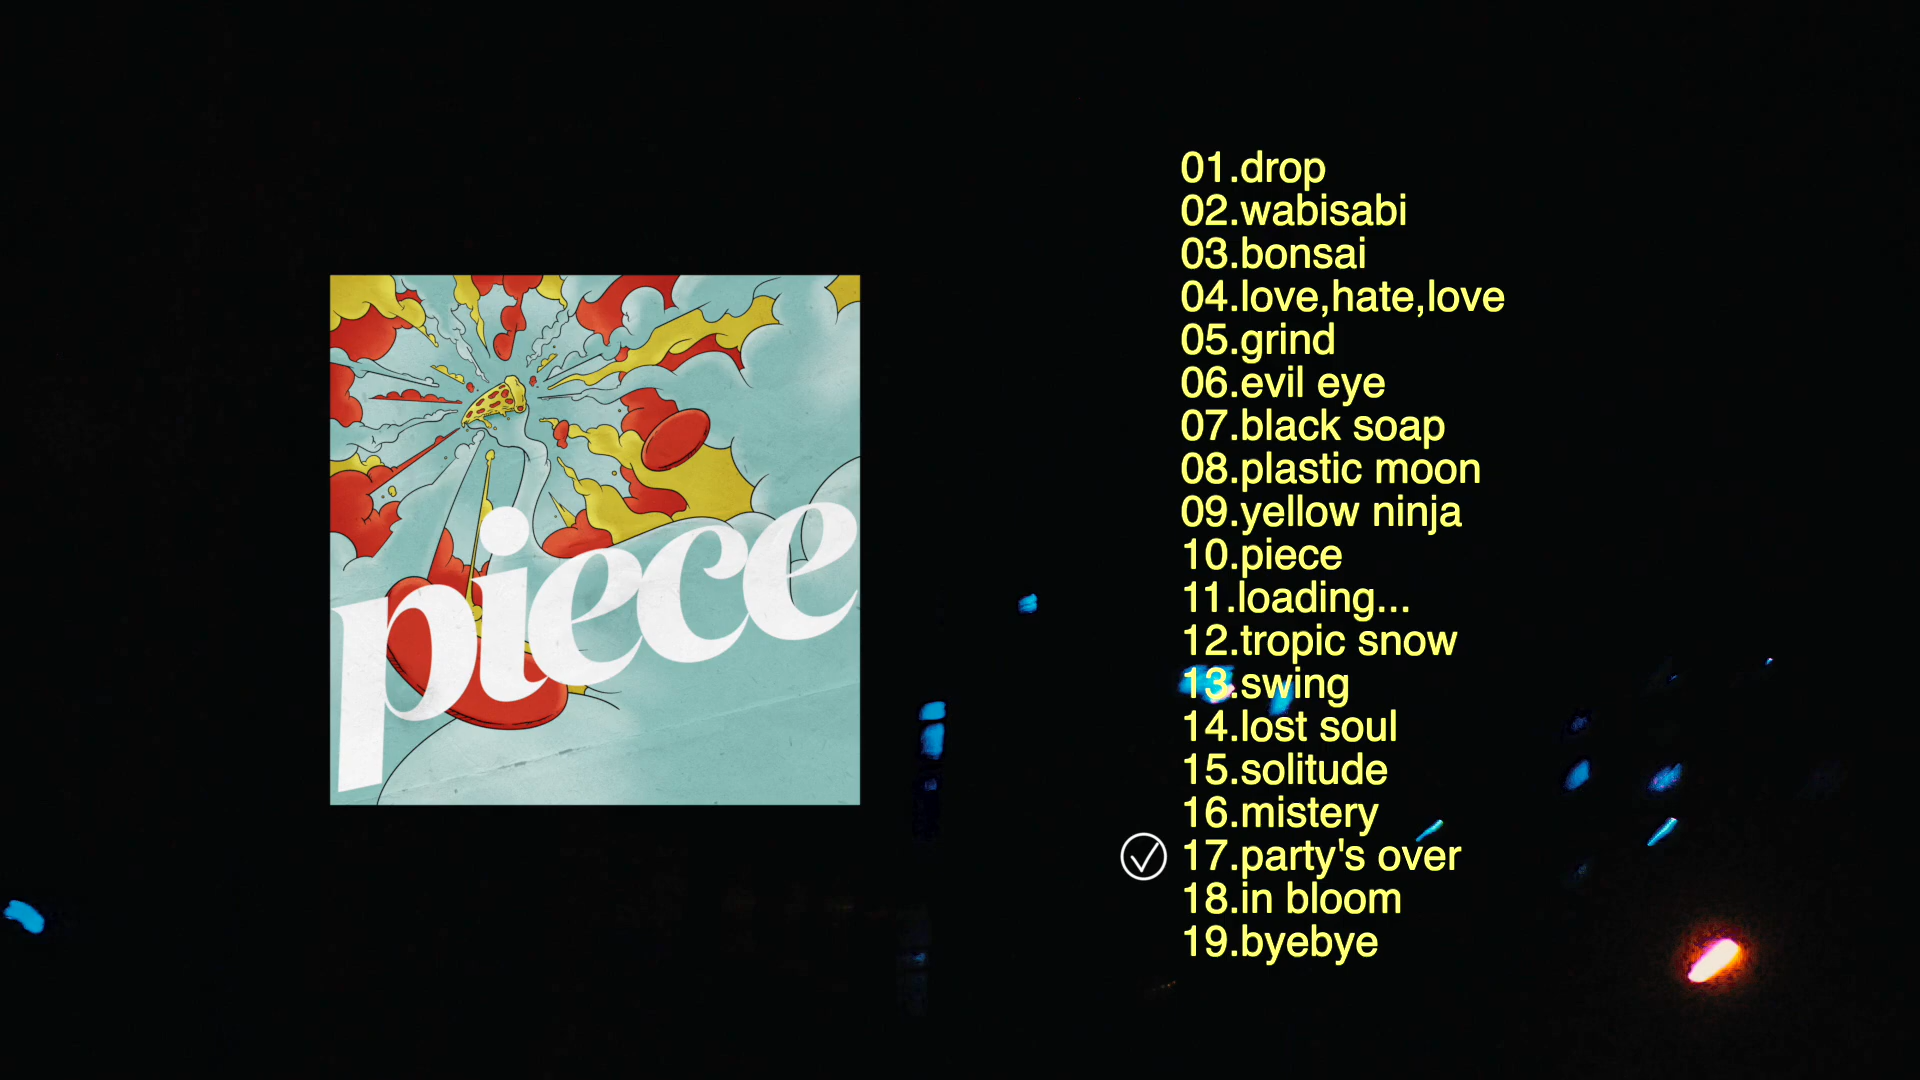 piece
01.drop
02.wabisabi
03.bonsai
04.love,hate,love
05.grind
06.evil eye
07.black soap
08.plastic moon
09.yellow ninja
10.piece
11.loading...
12.tropic snow
13.swing
14.lost soul
15.solitude
16.mistery
17.party's over
18.in bloom
19.byebye